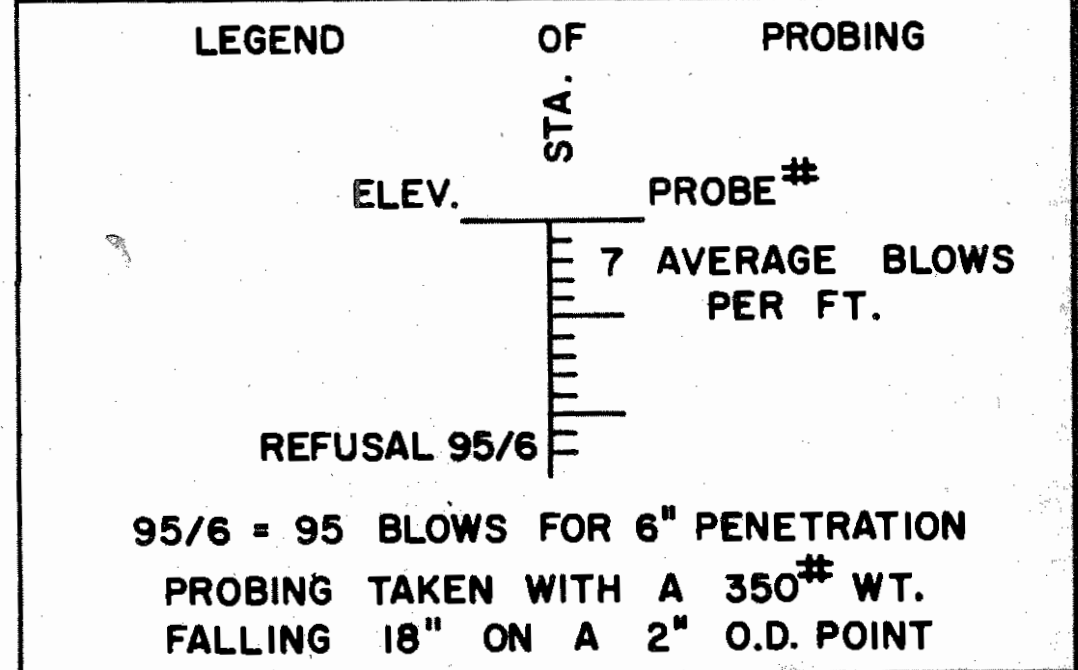 LEGEND OF PROBING
STA.
ELEV. PROBE#
7 AVERAGE BLOWS
PER FT.
REFUSAL 95/6
95/6 = 95 BLOWS FOR 6" PENETRATION
PROBING TAKEN WITH A 350# WT.
FALLING 18" ON A 2" O.D. POINT